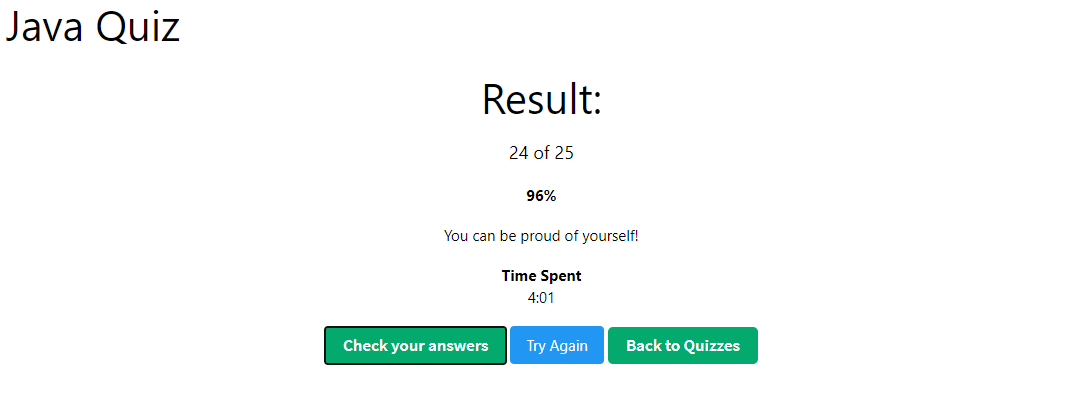 Java Quiz
Result:
24 of 25
96%
You can be proud of yourself!
Time Spent
4:01
Check your answers Try Again Back to Quizzes